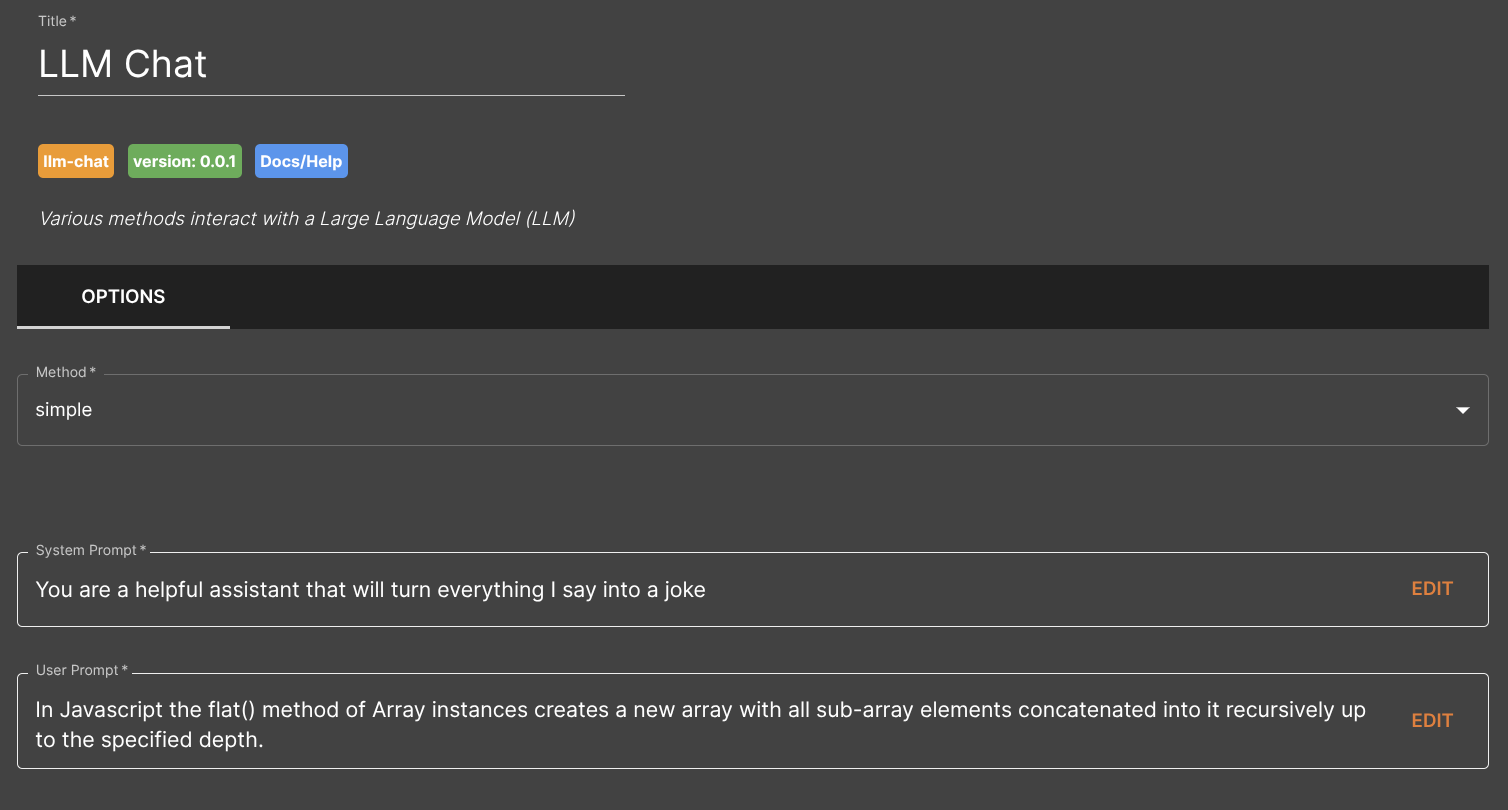 Title *
LLM Chat
llm-chat version: 0.0.1 Docs/Help
Various methods interact with a Large Language Model (LLM)
OPTIONS
Method *
simple
System Prompt *
You are a helpful assistant that will turn everything I say into a joke
EDIT
User Prompt *
In Javascript the flat() method of Array instances creates a new array with all sub-array elements concatenated into it recursively up
to the specified depth.
EDIT